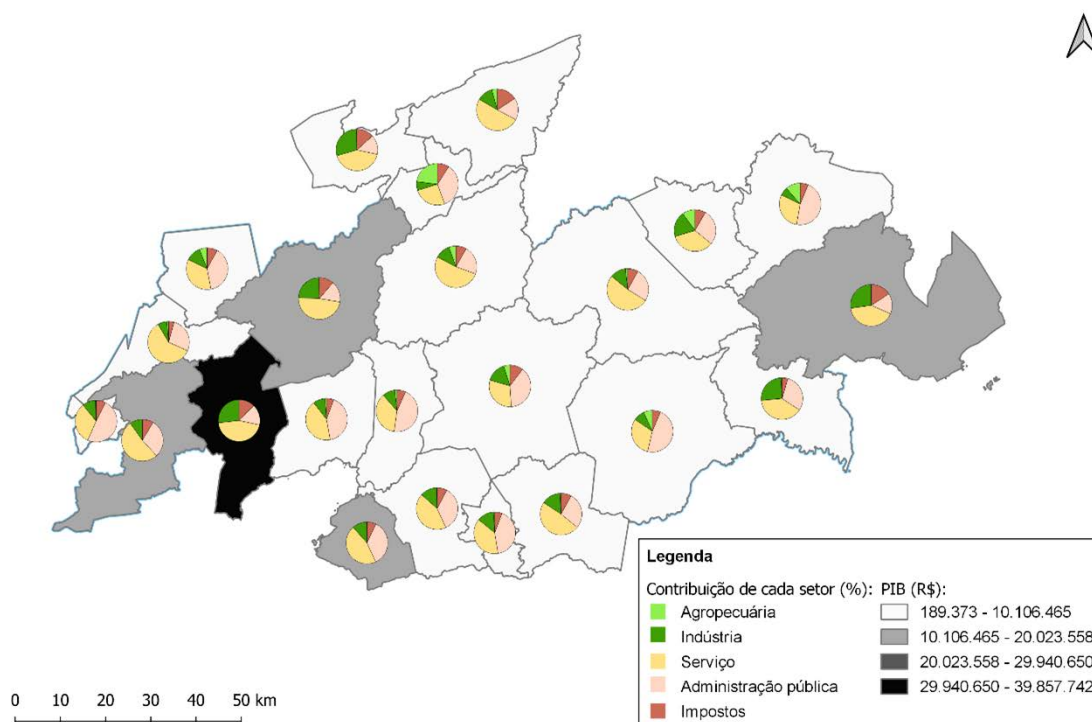 Legenda
Contribuição de cada setor (%): PIB (R$):
Agropecuária 189.373 - 10.106.465
Indústria 10.106.465 - 20.023.558
Serviço 20.023.558 - 29.940.650
Administração pública 29.940.650 - 39.857.742
Impostos
0 10 20 30 40 50 km